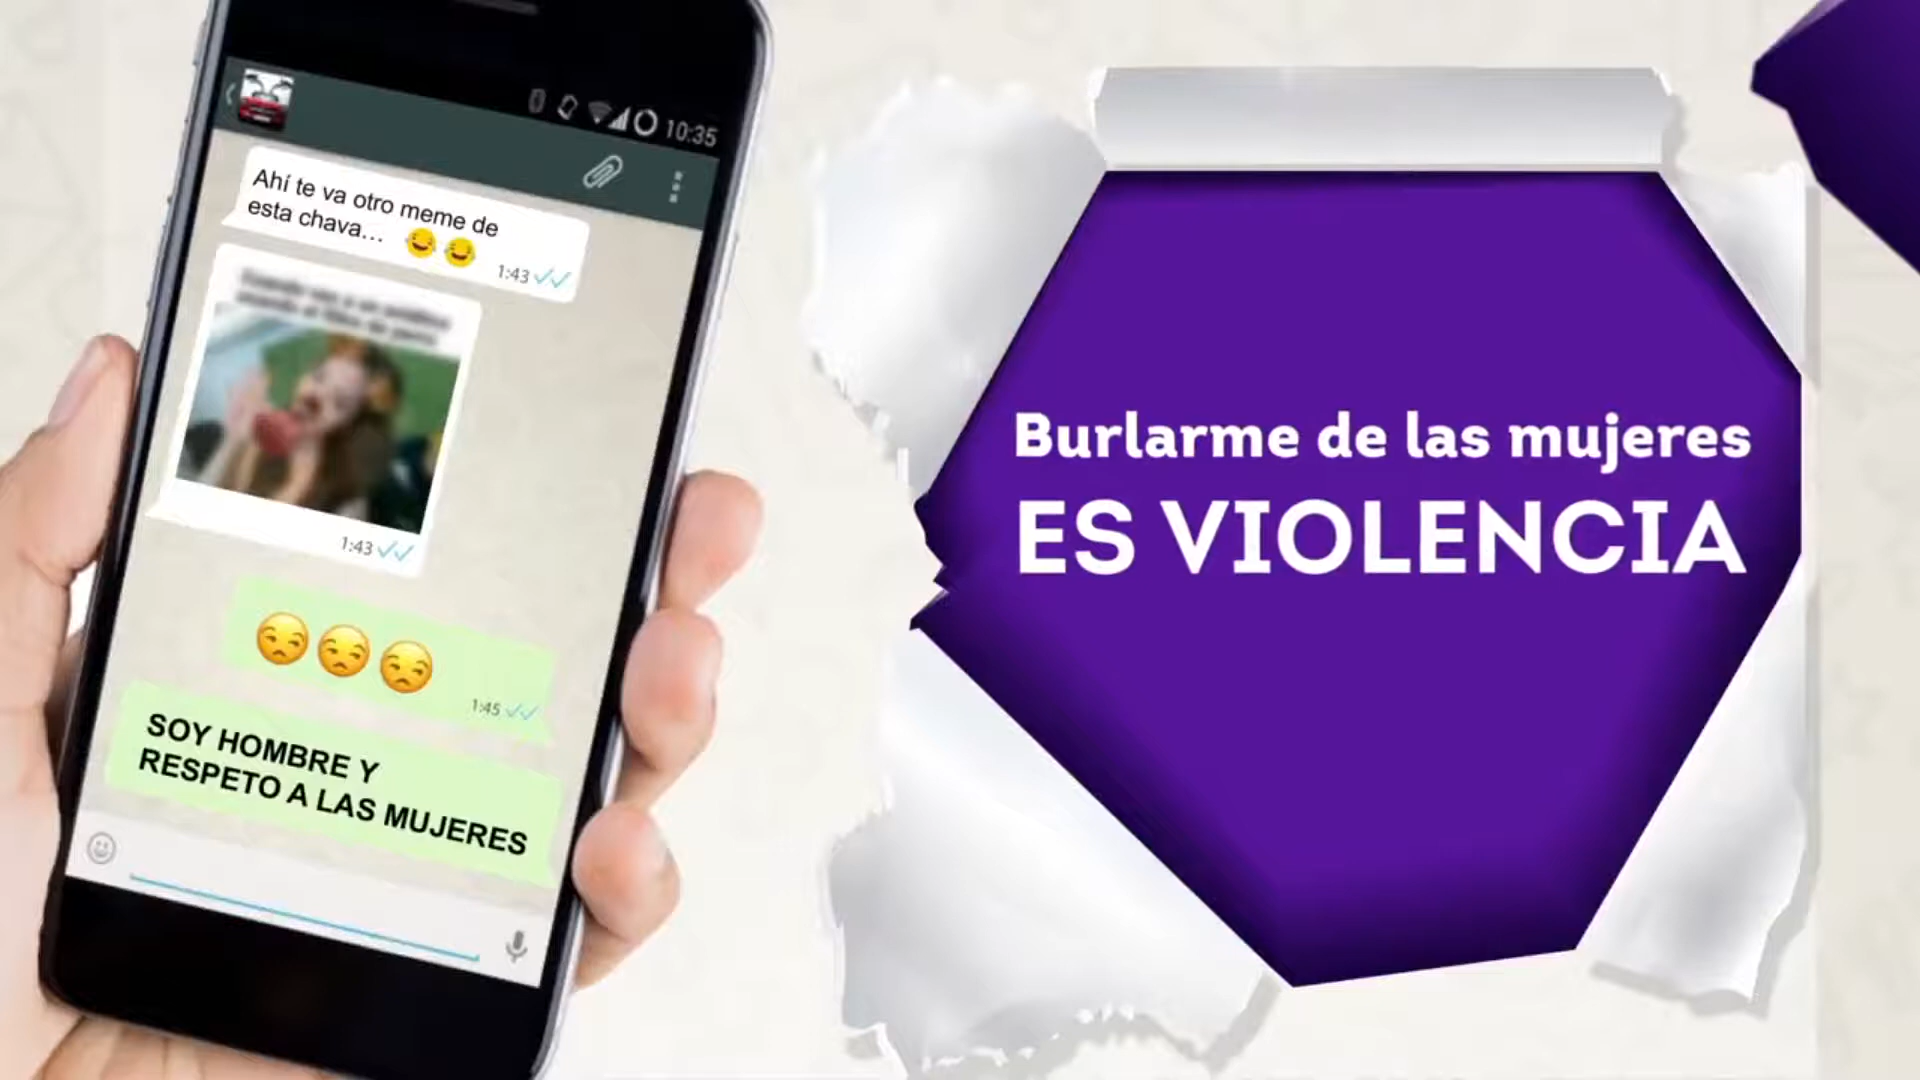 10:35
Ahí te va otro meme de
esta chava... 😂😂
1:43
1:43
😒😒😒
1:45
SOY HOMBRE Y
RESPETO A LAS MUJERES
Burlarme de las mujeres
ES VIOLENCIA